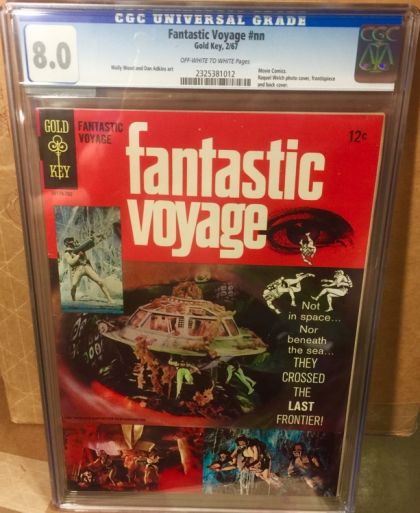 CGC UNIVERSAL GRADE
8.0
Fantastic Voyage #nn
Gold Key, 2/67
OFF-WHITE TO WHITE Pages
Wally Wood and Dan Adkins art
2325381012
Movie Comics.
Raquel Welch photo cover, frontispiece
and back cover.
CGC
GOLD
KEY
FANTASTIC
VOYAGE
12¢
fantastic
voyage
Not
in space...
Nor
beneath
the sea...
THEY
CROSSED
THE
LAST
FRONTIER!